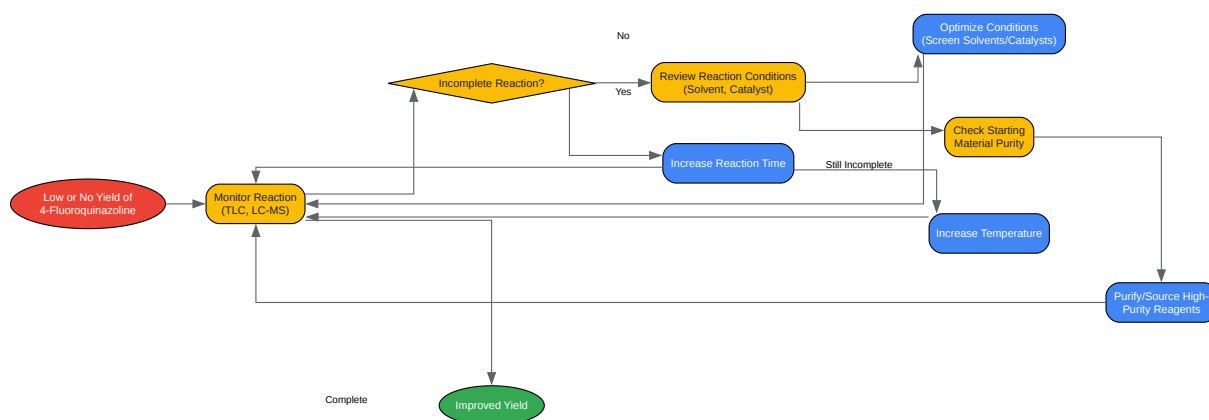 No
Optimize Conditions
(Screen Solvents/Catalysts)
Incomplete Reaction?
Yes
Review Reaction Conditions
(Solvent, Catalyst)
Check Starting
Material Purity
Increase Reaction Time
Still Incomplete
Low or No Yield of
4-Fluoroquinazoline
Monitor Reaction
(TLC, LC-MS)
Increase Temperature
Purify/Source High-
Purity Reagents
Complete
Improved Yield